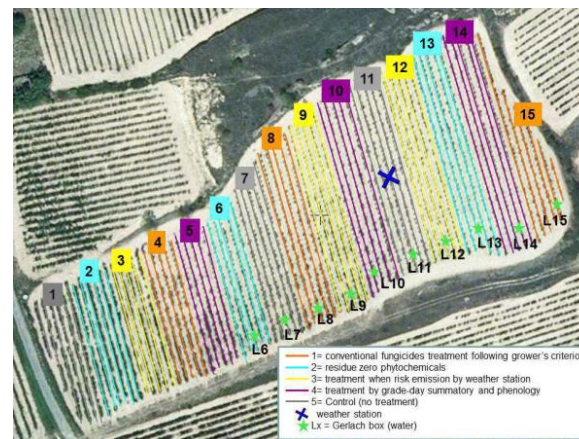 14
13
12
11
10
9
15
8
7
6
5
4
3
2
1
L15
L14
L13
L12
L11
L10
L9
L8
L7
L6
1= conventional fungicides treatment following grower's criterio
2= residue zero phytochemicals
3= treatment when risk emission by weather station
4= treatment by grade-day summatory and phenology
5= Control (no treatment)
weather station
Lx = Gerlach box (water)